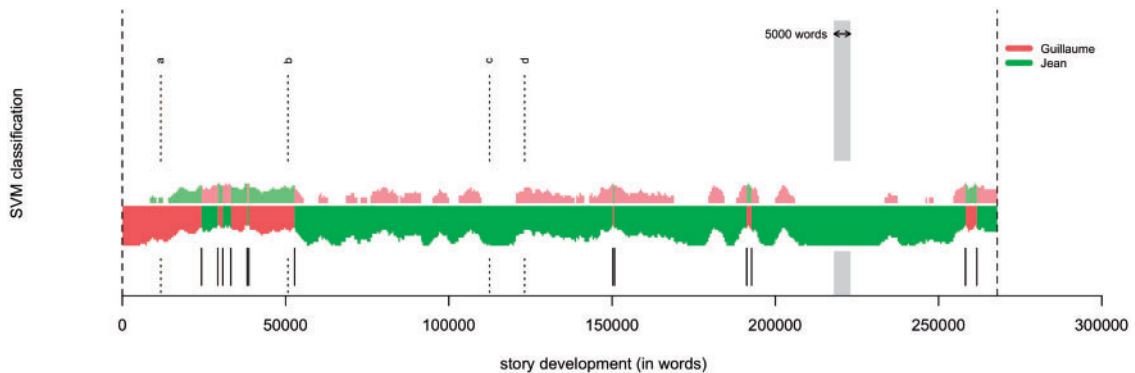 5000 words
Guillaume
Jean
a
b
c
d
SVM classification
0
50000
100000
150000
200000
250000
300000
story development (in words)